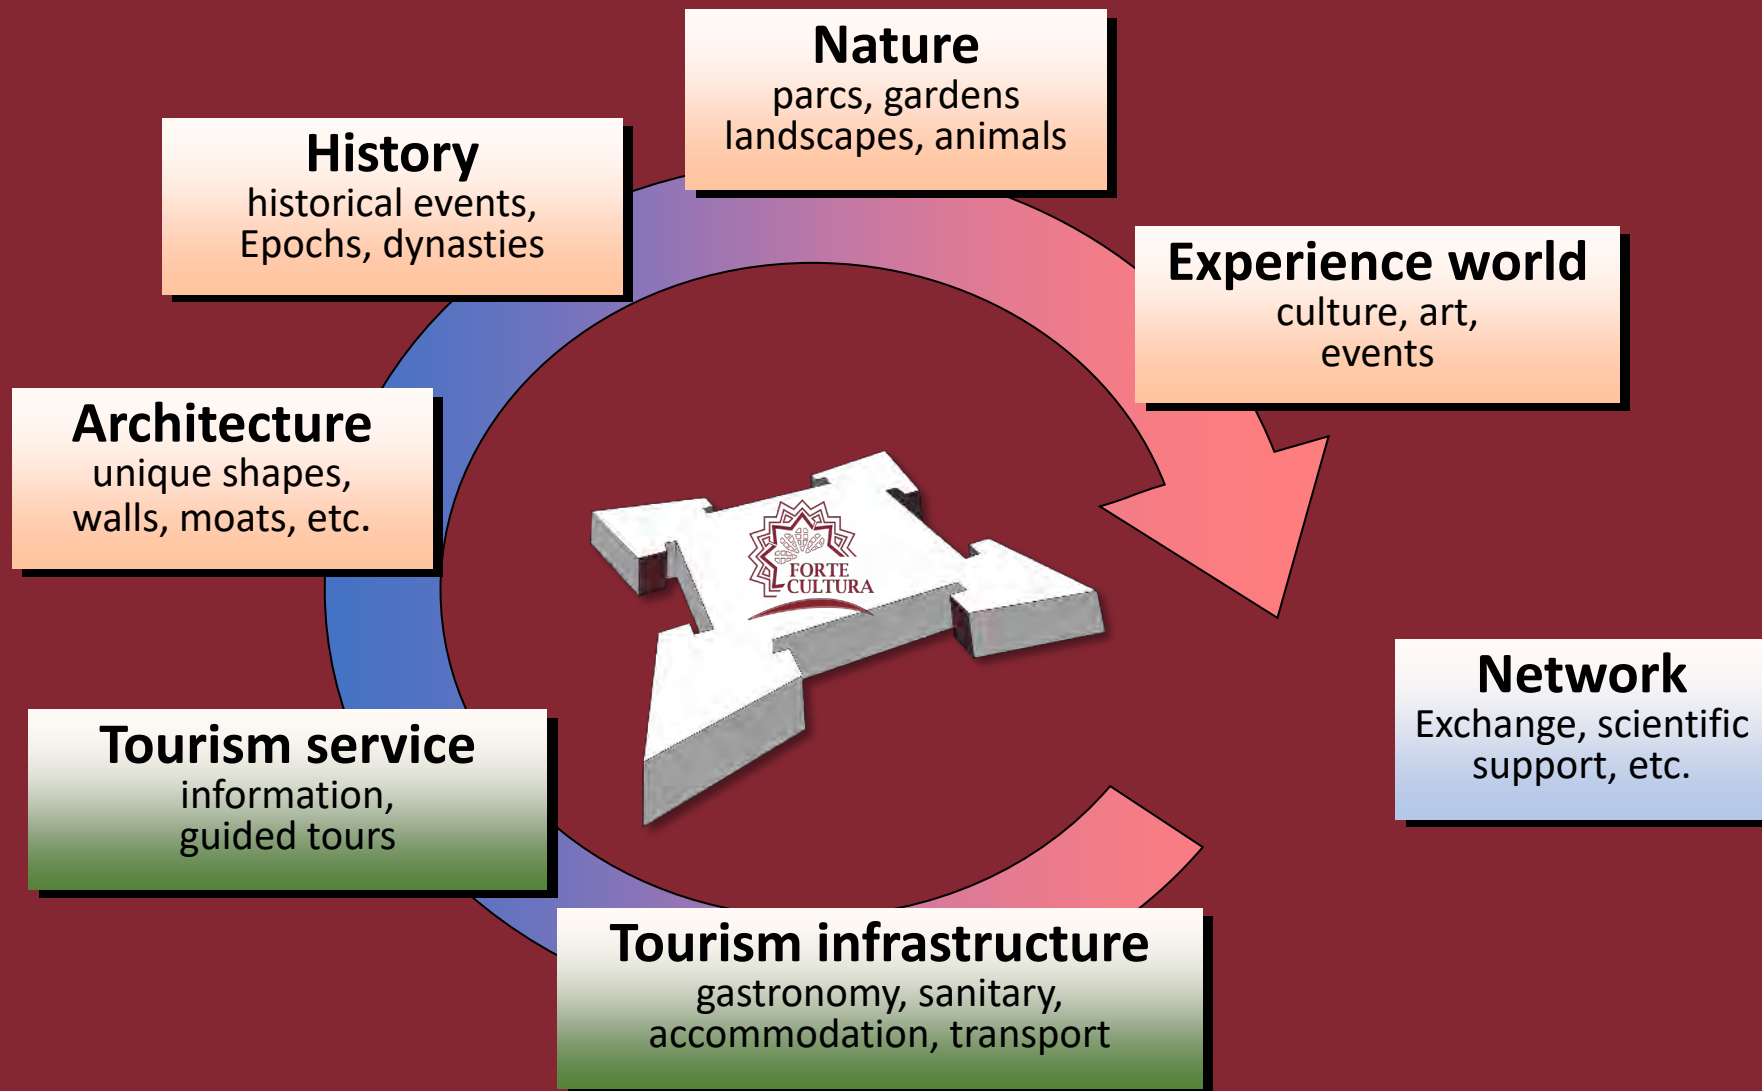 Nature
parcs, gardens
landscapes, animals
History
historical events,
Epochs, dynasties
Experience world
culture, art,
events
Architecture
unique shapes,
walls, moats, etc.
FORTE
CULTURA
Network
Exchange, scientific
support, etc.
Tourism service
information,
guided tours
Tourism infrastructure
gastronomy, sanitary,
accommodation, transport